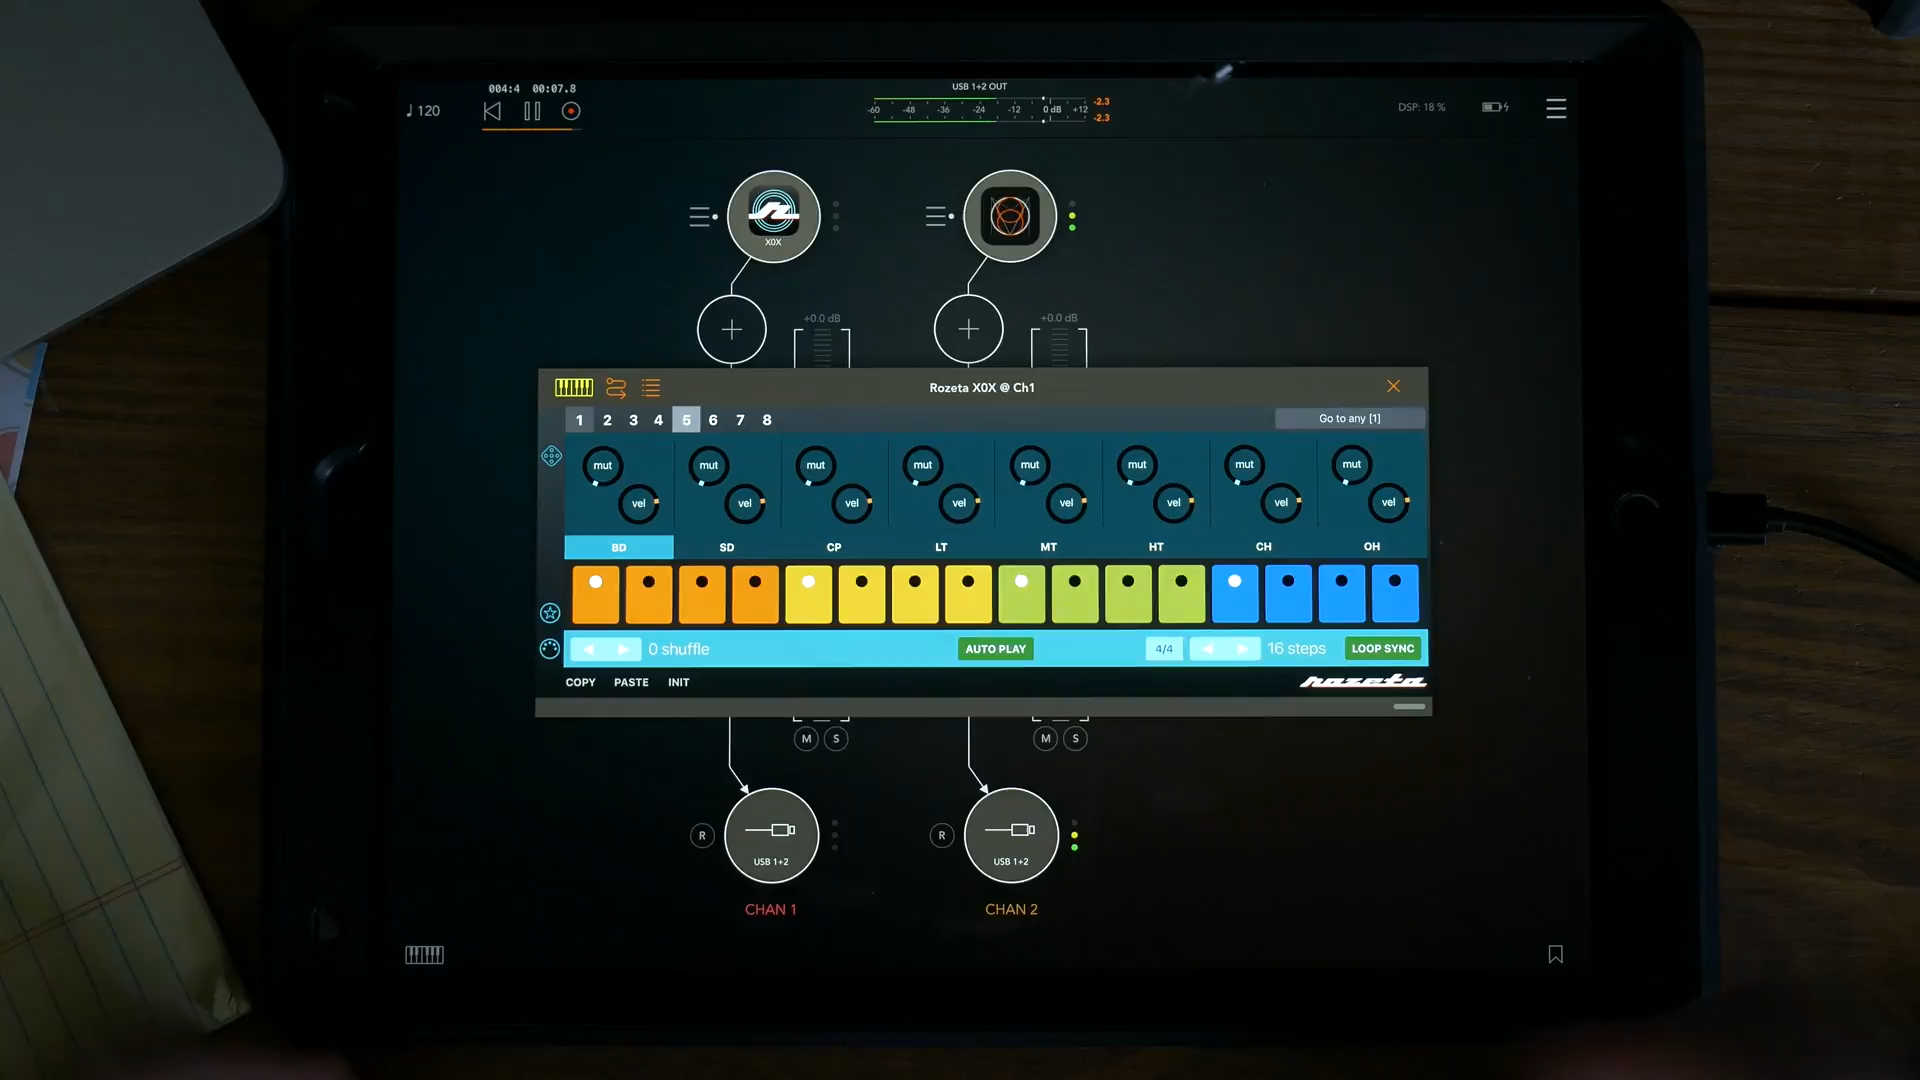 004:4 00:07.8
120
USB 1+2 OUT
-60 -48 -36 -24 -12 0 dB +12
-2.3
-2.3
DSP: 18 %
X0X
+0.0 dB
+0.0 dB
Rozeta X0X @ Ch1
1 2 3 4 5 6 7 8
Go to any [1]
mut mut mut mut mut mut mut mut
vel vel vel vel vel vel vel vel
BD SD CP LT MT HT CH OH
0 shuffle AUTO PLAY 4/4 16 steps LOOP SYNC
COPY PASTE INIT rozeta
M S M S
R R
USB 1+2 USB 1+2
CHAN 1 CHAN 2